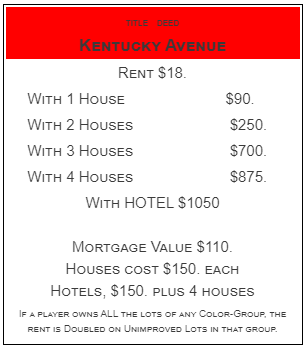 TITLE DEED
KENTUCKY AVENUE
RENT $18.
WITH 1 HOUSE $90.
WITH 2 HOUSES $250.
WITH 3 HOUSES $700.
WITH 4 HOUSES $875.
WITH HOTEL $1050
MORTGAGE VALUE $110.
HOUSES COST $150. EACH
HOTELS, $150. PLUS 4 HOUSES
IF A PLAYER OWNS ALL THE LOTS OF ANY COLOR-GROUP, THE
RENT IS DOUBLED ON UNIMPROVED LOTS IN THAT GROUP.